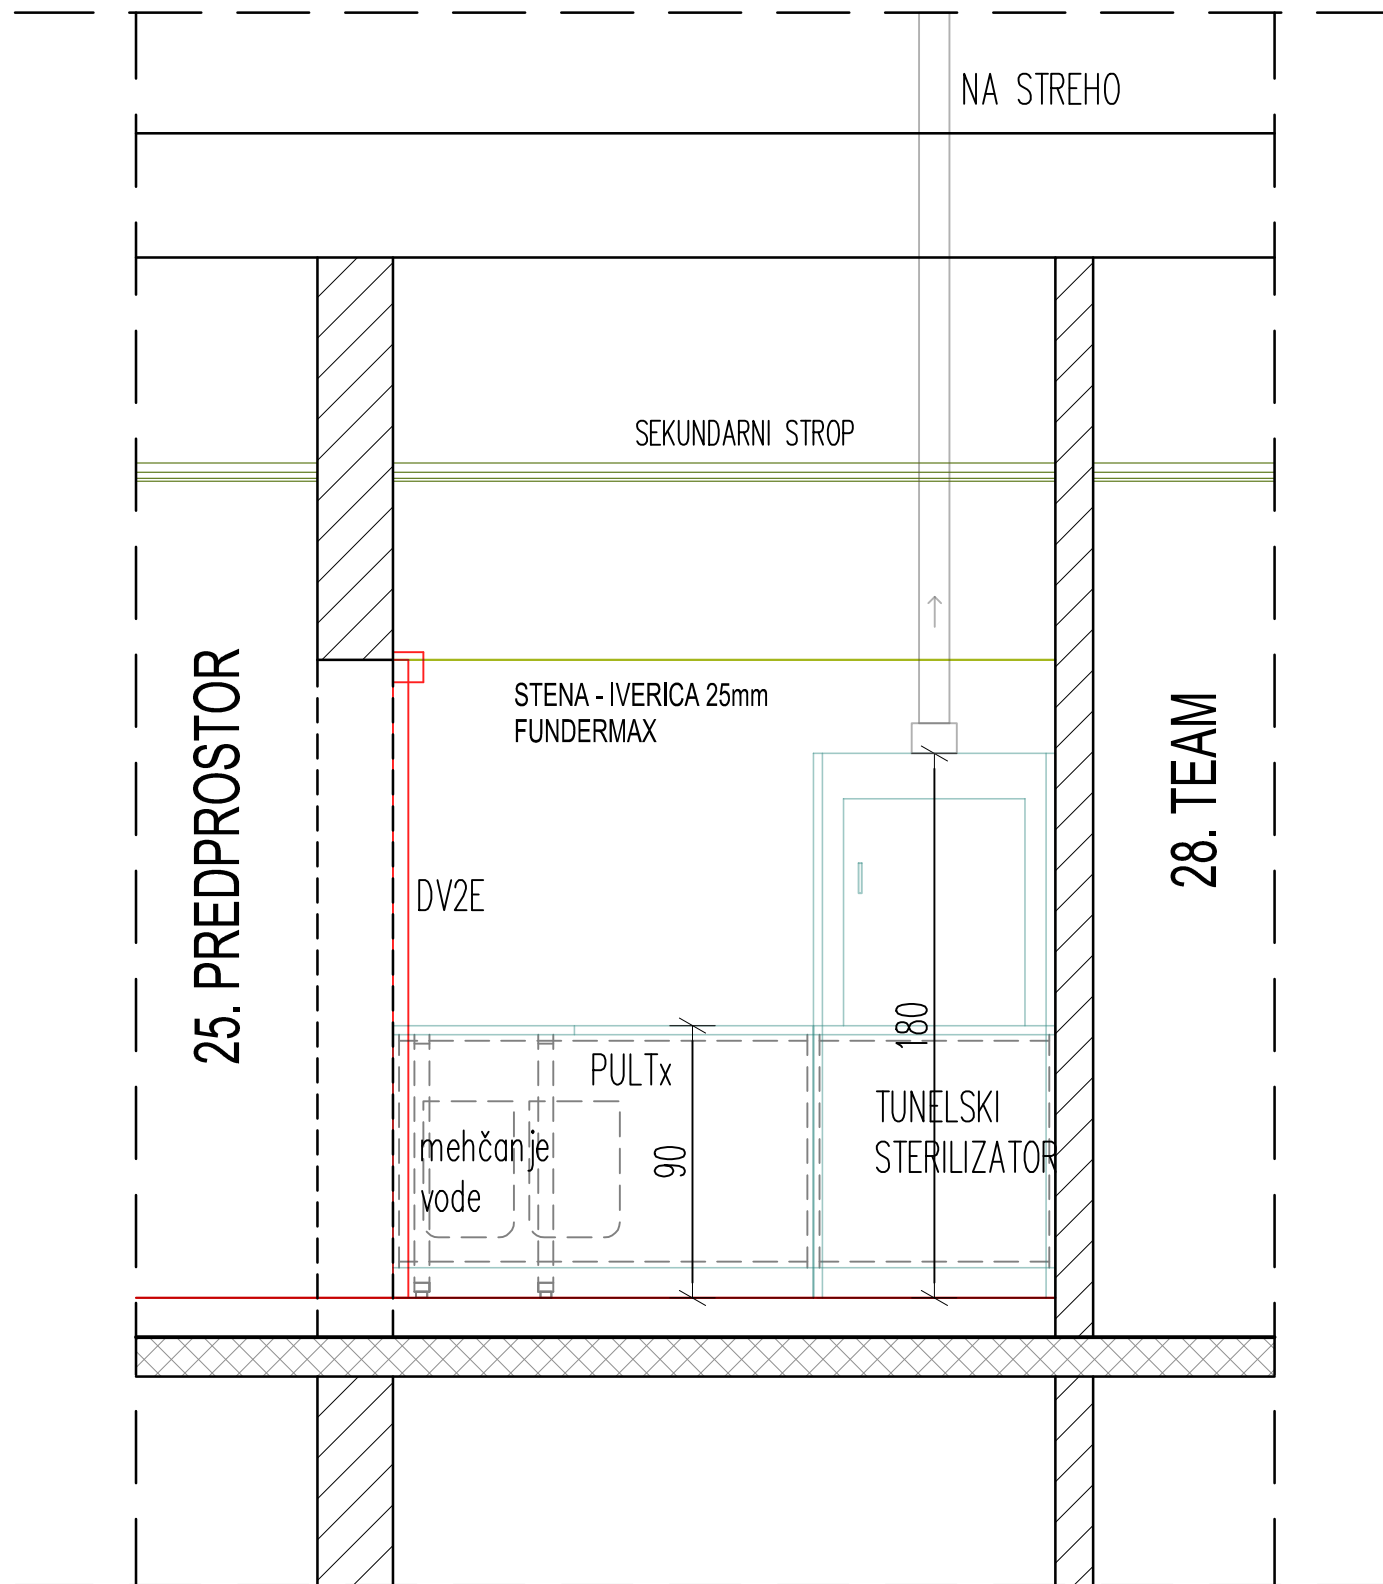 NA STREHO
SEKUNDARNI STROP
25. PREDPROSTOR
STENA - IVERICA 25mm
FUNDERMAX
28. TEAM
DV2E
180
PULTx
90
TUNELSKI
STERILIZATOR
mehčanje
vode